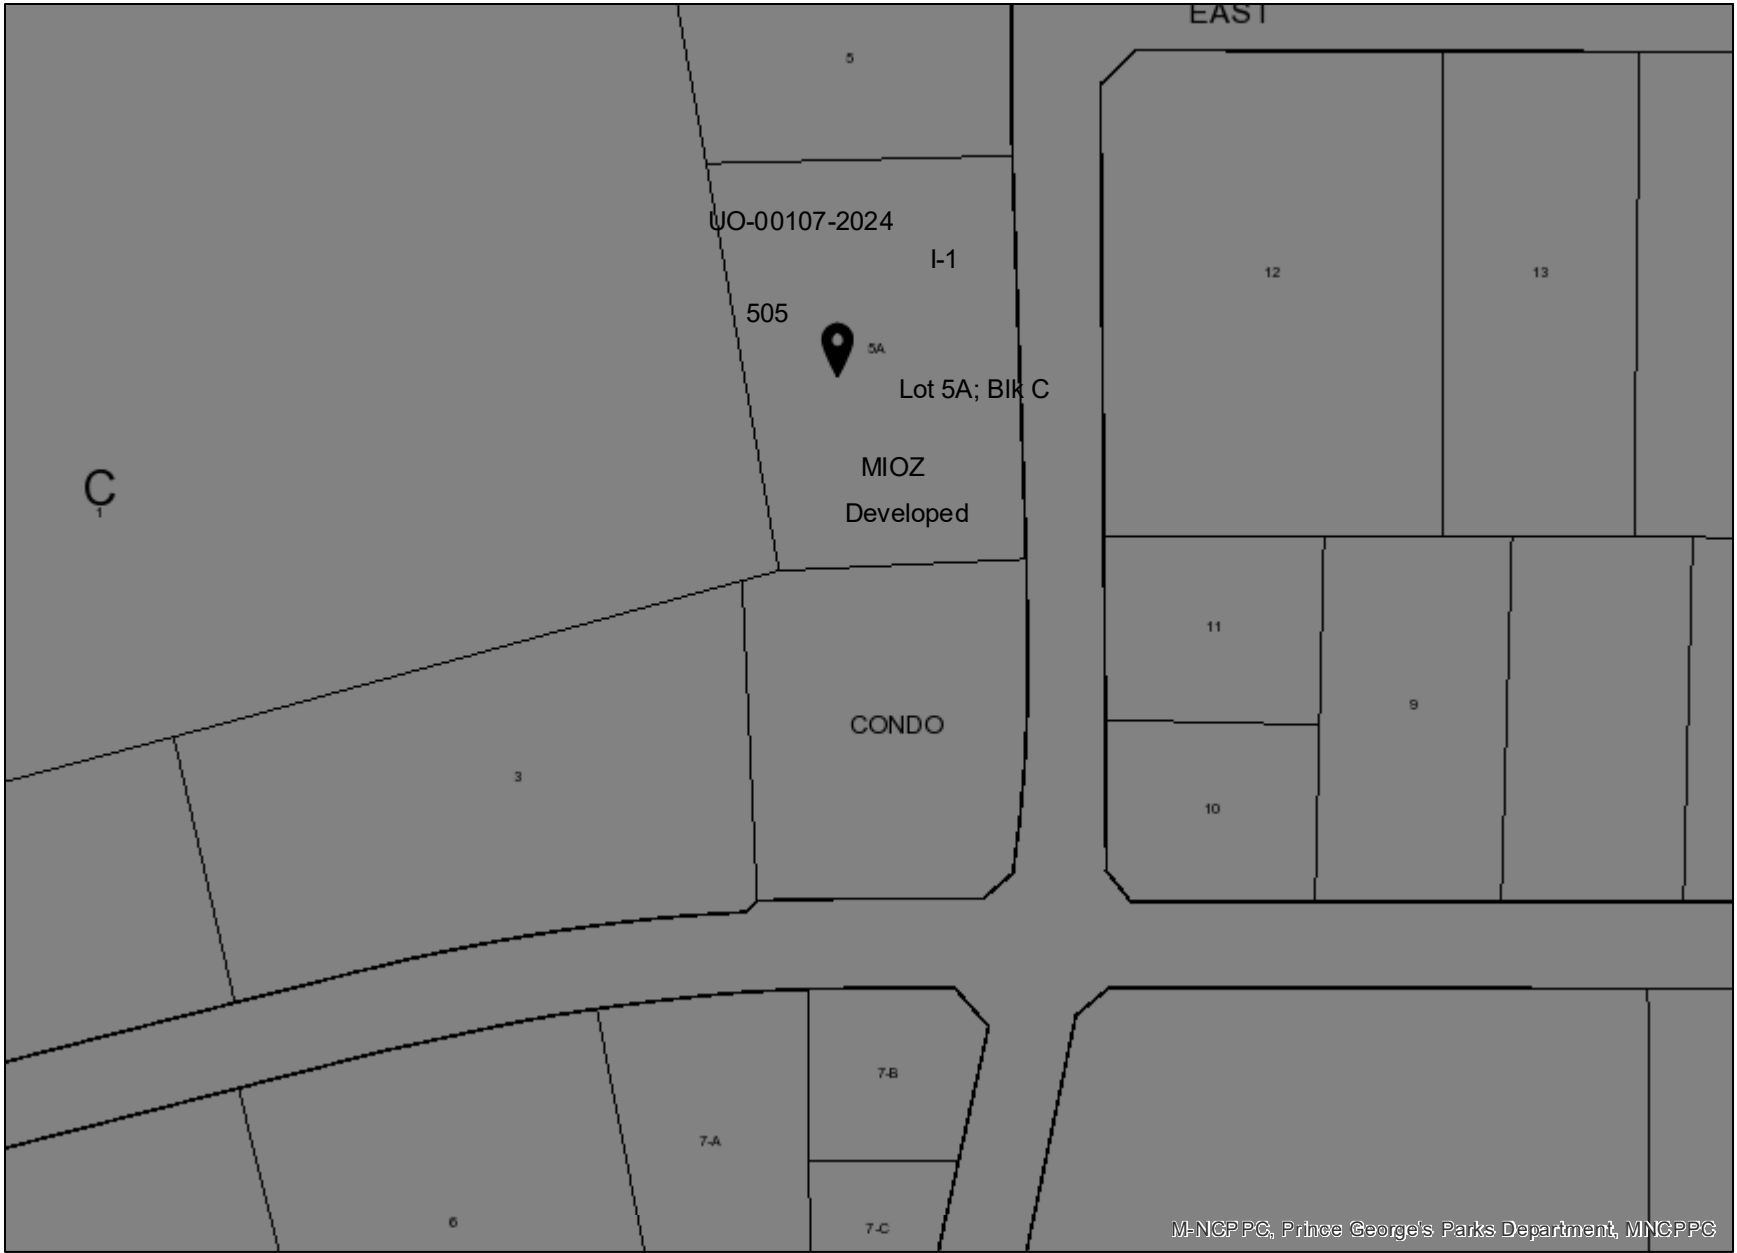 EAST
5
UO-00107-2024
I-1
12
13
505
5A
Lot 5A; Blk C
MIOZ
C
1
Developed
11
9
CONDO
3
10
7-B
7-A
6
7-C
M-NCPPC, Prince George's Parks Department, MNCPPC